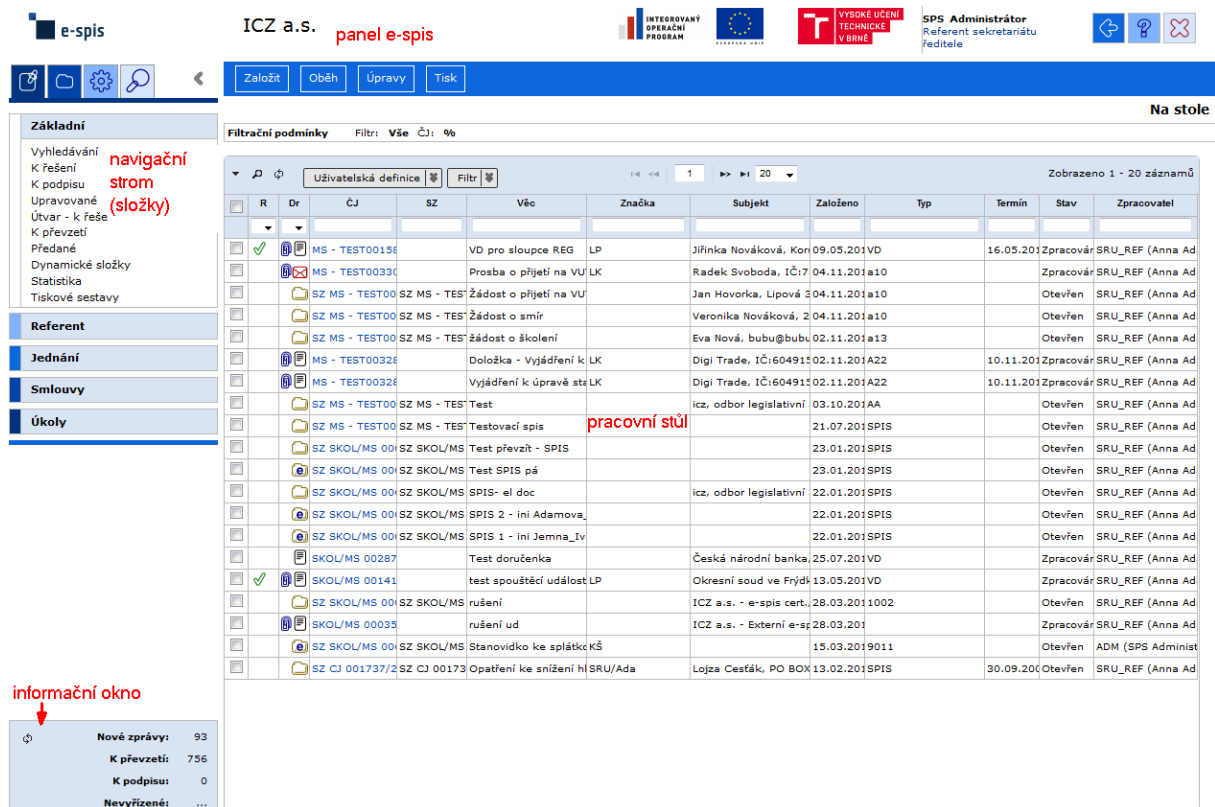 e-spis
ICZ a.s.
panel e-spis
INTEGROVANÝ
OPERAČNÍ
PROGRAM
EVROPSKÁ UNIE
VYSOKÉ UČENÍ
TECHNICKÉ
V BRNĚ
SPS Administrátor
Referent sekretariátu
ředitele
Založit Oběh Úpravy Tisk
Na stole
Filtrační podmínky Filtr: Vše ČJ: %
Základní
Vyhledávání
K řešení
K podpisu
Upravované
Útvar - k řeše
K převzetí
Předané
Dynamické složky
Statistika
Tiskové sestavy
navigační
strom
(složky)
Referent
Jednání
Smlouvy
Úkoly
Uživatelská definice Filtr 1 20 Zobrazeno 1 - 20 záznamů
R Dr ČJ SZ Věc Značka Subjekt Založeno Typ Termín Stav Zpracovatel
MS - TEST00158 VD pro sloupce REG LP Jiřinka Nováková, Kor 09.05.201 VD 16.05.201 Zpracovár SRU_REF (Anna Ad
MS - TEST00330 Prosba o přijetí na VU LK Radek Svoboda, IČ:7 04.11.201 a10 Zpracovár SRU_REF (Anna Ad
SZ MS - TEST00 SZ MS - TES Žádost o přijetí na VU Jan Hovorka, Lipová 3 04.11.201 a10 Otevřen SRU_REF (Anna Ad
SZ MS - TEST00 SZ MS - TES Žádost o smír Veronika Nováková, 2 04.11.201 a10 Otevřen SRU_REF (Anna Ad
SZ MS - TEST00 SZ MS - TES žádost o školení Eva Nová, bubu@bubu 02.11.201 a13 Otevřen SRU_REF (Anna Ad
MS - TEST00328 Doložka - Vyjádření k LK Digi Trade, IČ:604915 02.11.201 A22 10.11.201 Zpracovár SRU_REF (Anna Ad
MS - TEST00328 Vyjádření k úpravě sta LK Digi Trade, IČ:604915 02.11.201 A22 10.11.201 Zpracovár SRU_REF (Anna Ad
SZ MS - TEST00 SZ MS - TES Test icz, odbor legislativní 03.10.201 AA Otevřen SRU_REF (Anna Ad
SZ MS - TEST00 SZ MS - TES Testovací spis 21.07.201 SPIS Otevřen SRU_REF (Anna Ad
pracovní stůl
SZ SKOL/MS 00 SZ SKOL/MS Test převzít - SPIS 23.01.201 SPIS Otevřen SRU_REF (Anna Ad
SZ SKOL/MS 00 SZ SKOL/MS Test SPIS pá 23.01.201 SPIS Otevřen SRU_REF (Anna Ad
SZ SKOL/MS 00 SZ SKOL/MS SPIS- el doc icz, odbor legislativní 22.01.201 SPIS Otevřen SRU_REF (Anna Ad
SZ SKOL/MS 00 SZ SKOL/MS SPIS 2 - ini Adamova_ 22.01.201 SPIS Otevřen SRU_REF (Anna Ad
SZ SKOL/MS 00 SZ SKOL/MS SPIS 1 - ini Jemna_Iv 22.01.201 SPIS Otevřen SRU_REF (Anna Ad
SKOL/MS 00287 Test doručenka Česká národní banka, 25.07.201 VD Zpracovár SRU_REF (Anna Ad
SKOL/MS 00141 test spouštěcí událost LP Okresní soud ve Frýdk 13.05.201 VD Zpracovár SRU_REF (Anna Ad
SZ SKOL/MS 00 SZ SKOL/MS rušení ICZ a.s. - e-spis cert., 28.03.201 1002 Otevřen SRU_REF (Anna Ad
SKOL/MS 00035 rušení ud ICZ a.s. - Externí e-sp 28.03.201 Zpracovár SRU_REF (Anna Ad
SZ SKOL/MS 00 SZ SKOL/MS Stanovidko ke splátko KŠ 15.03.201 9011 Otevřen ADM (SPS Administ
SZ CJ 001737/2 SZ CJ 00173 Opatření ke snížení hl SRU/Ada Lojza Cesťák, PO BOX 13.02.201 SPIS 30.09.200 Otevřen SRU_REF (Anna Ad
informační okno
Nové zprávy: 93
K převzetí: 756
K podpisu: 0
Nevyřízené: ...